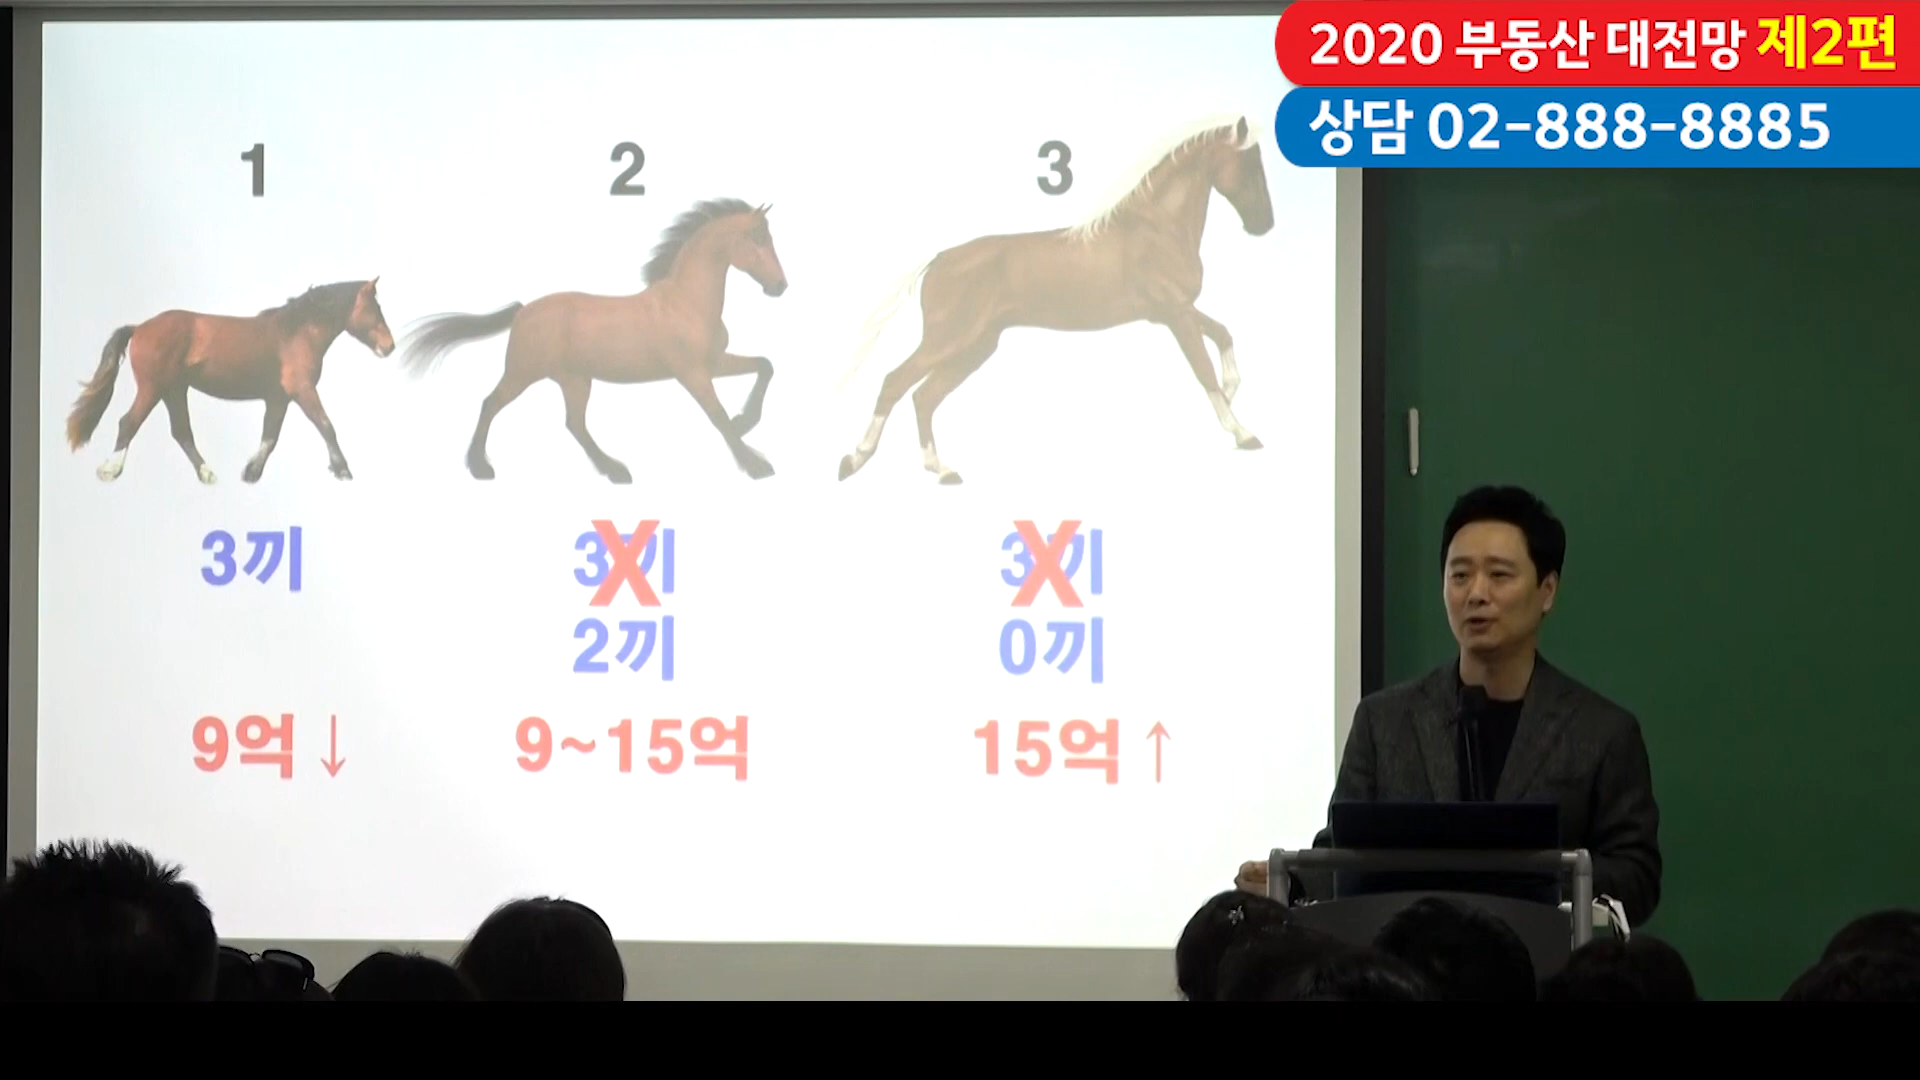 2020 부동산 대전망 제2편
상담 02-888-8885
1 2 3
3끼 3끼 3끼
X X
2끼 0끼
9억↓ 9~15억 15억↑